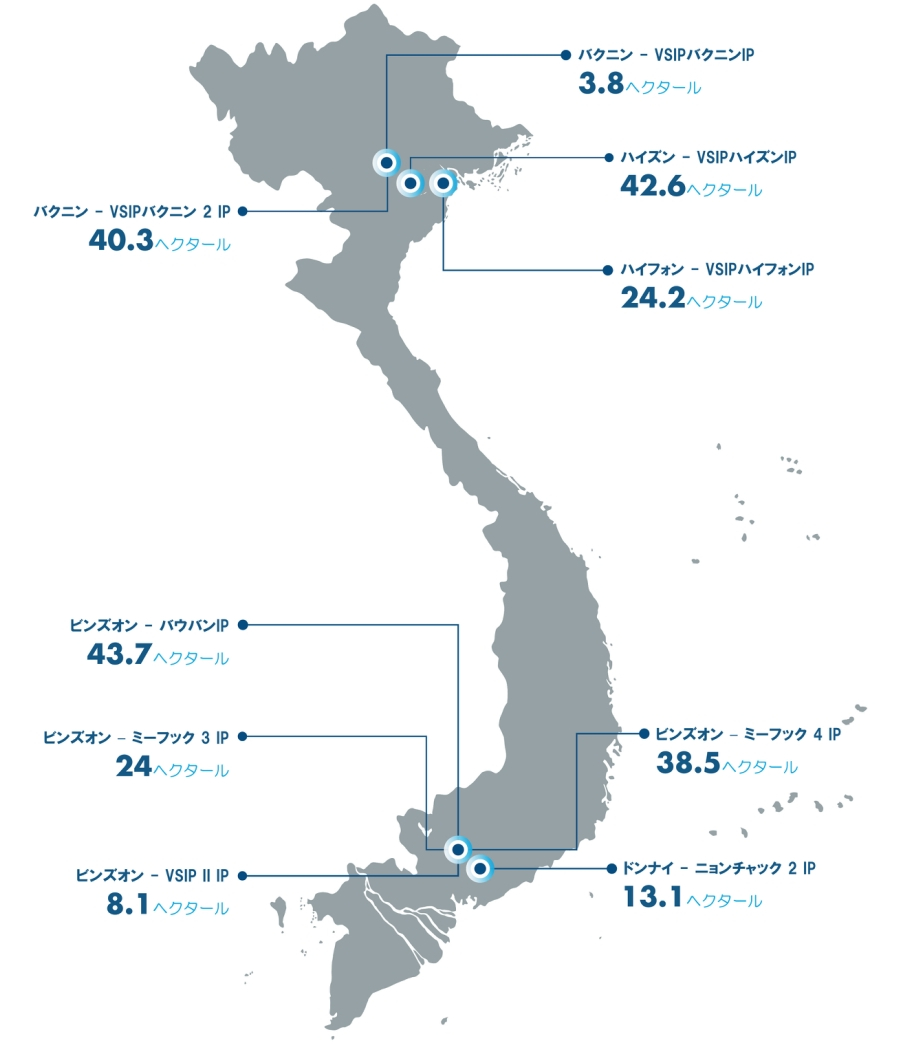 バクニン – VSIPバクニンIP
3.8ヘクタール
ハイズン – VSIPハイズンIP
42.6ヘクタール
バクニン – VSIPバクニン 2 IP
40.3ヘクタール
ハイフォン – VSIPハイフォンIP
24.2ヘクタール
ビンズオン – バウバンIP
43.7ヘクタール
ビンズオン – ミーフック 3 IP
24ヘクタール
ビンズオン – ミーフック 4 IP
38.5ヘクタール
ビンズオン – VSIP II IP
8.1ヘクタール
ドンナイ – ニョンチャック 2 IP
13.1ヘクタール